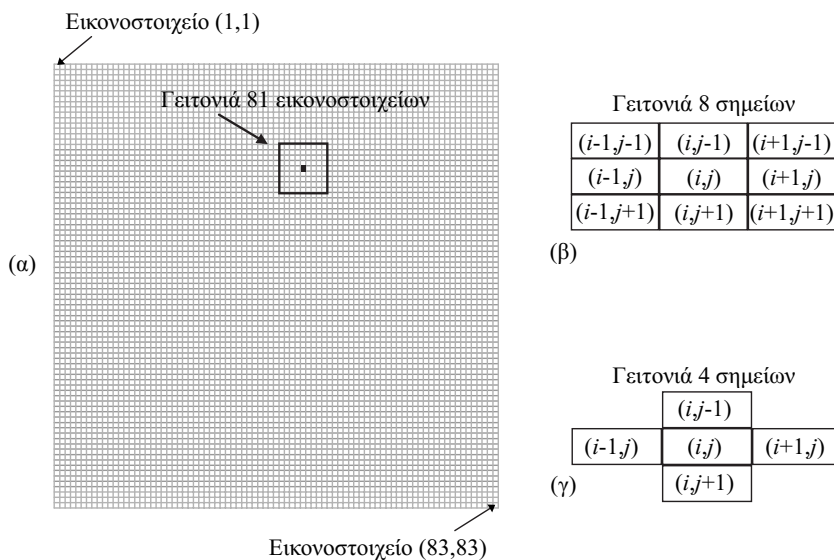 Εικονοστοιχείο (1,1)
Γειτονιά 81 εικονοστοιχείων
(α)
Εικονοστοιχείο (83,83)
Γειτονιά 8 σημείων
(i-1,j-1) (i,j-1) (i+1,j-1)
(i-1,j) (i,j) (i+1,j)
(i-1,j+1) (i,j+1) (i+1,j+1)
(β)
Γειτονιά 4 σημείων
(i,j-1)
(i-1,j) (i,j) (i+1,j)
(i,j+1)
(γ)